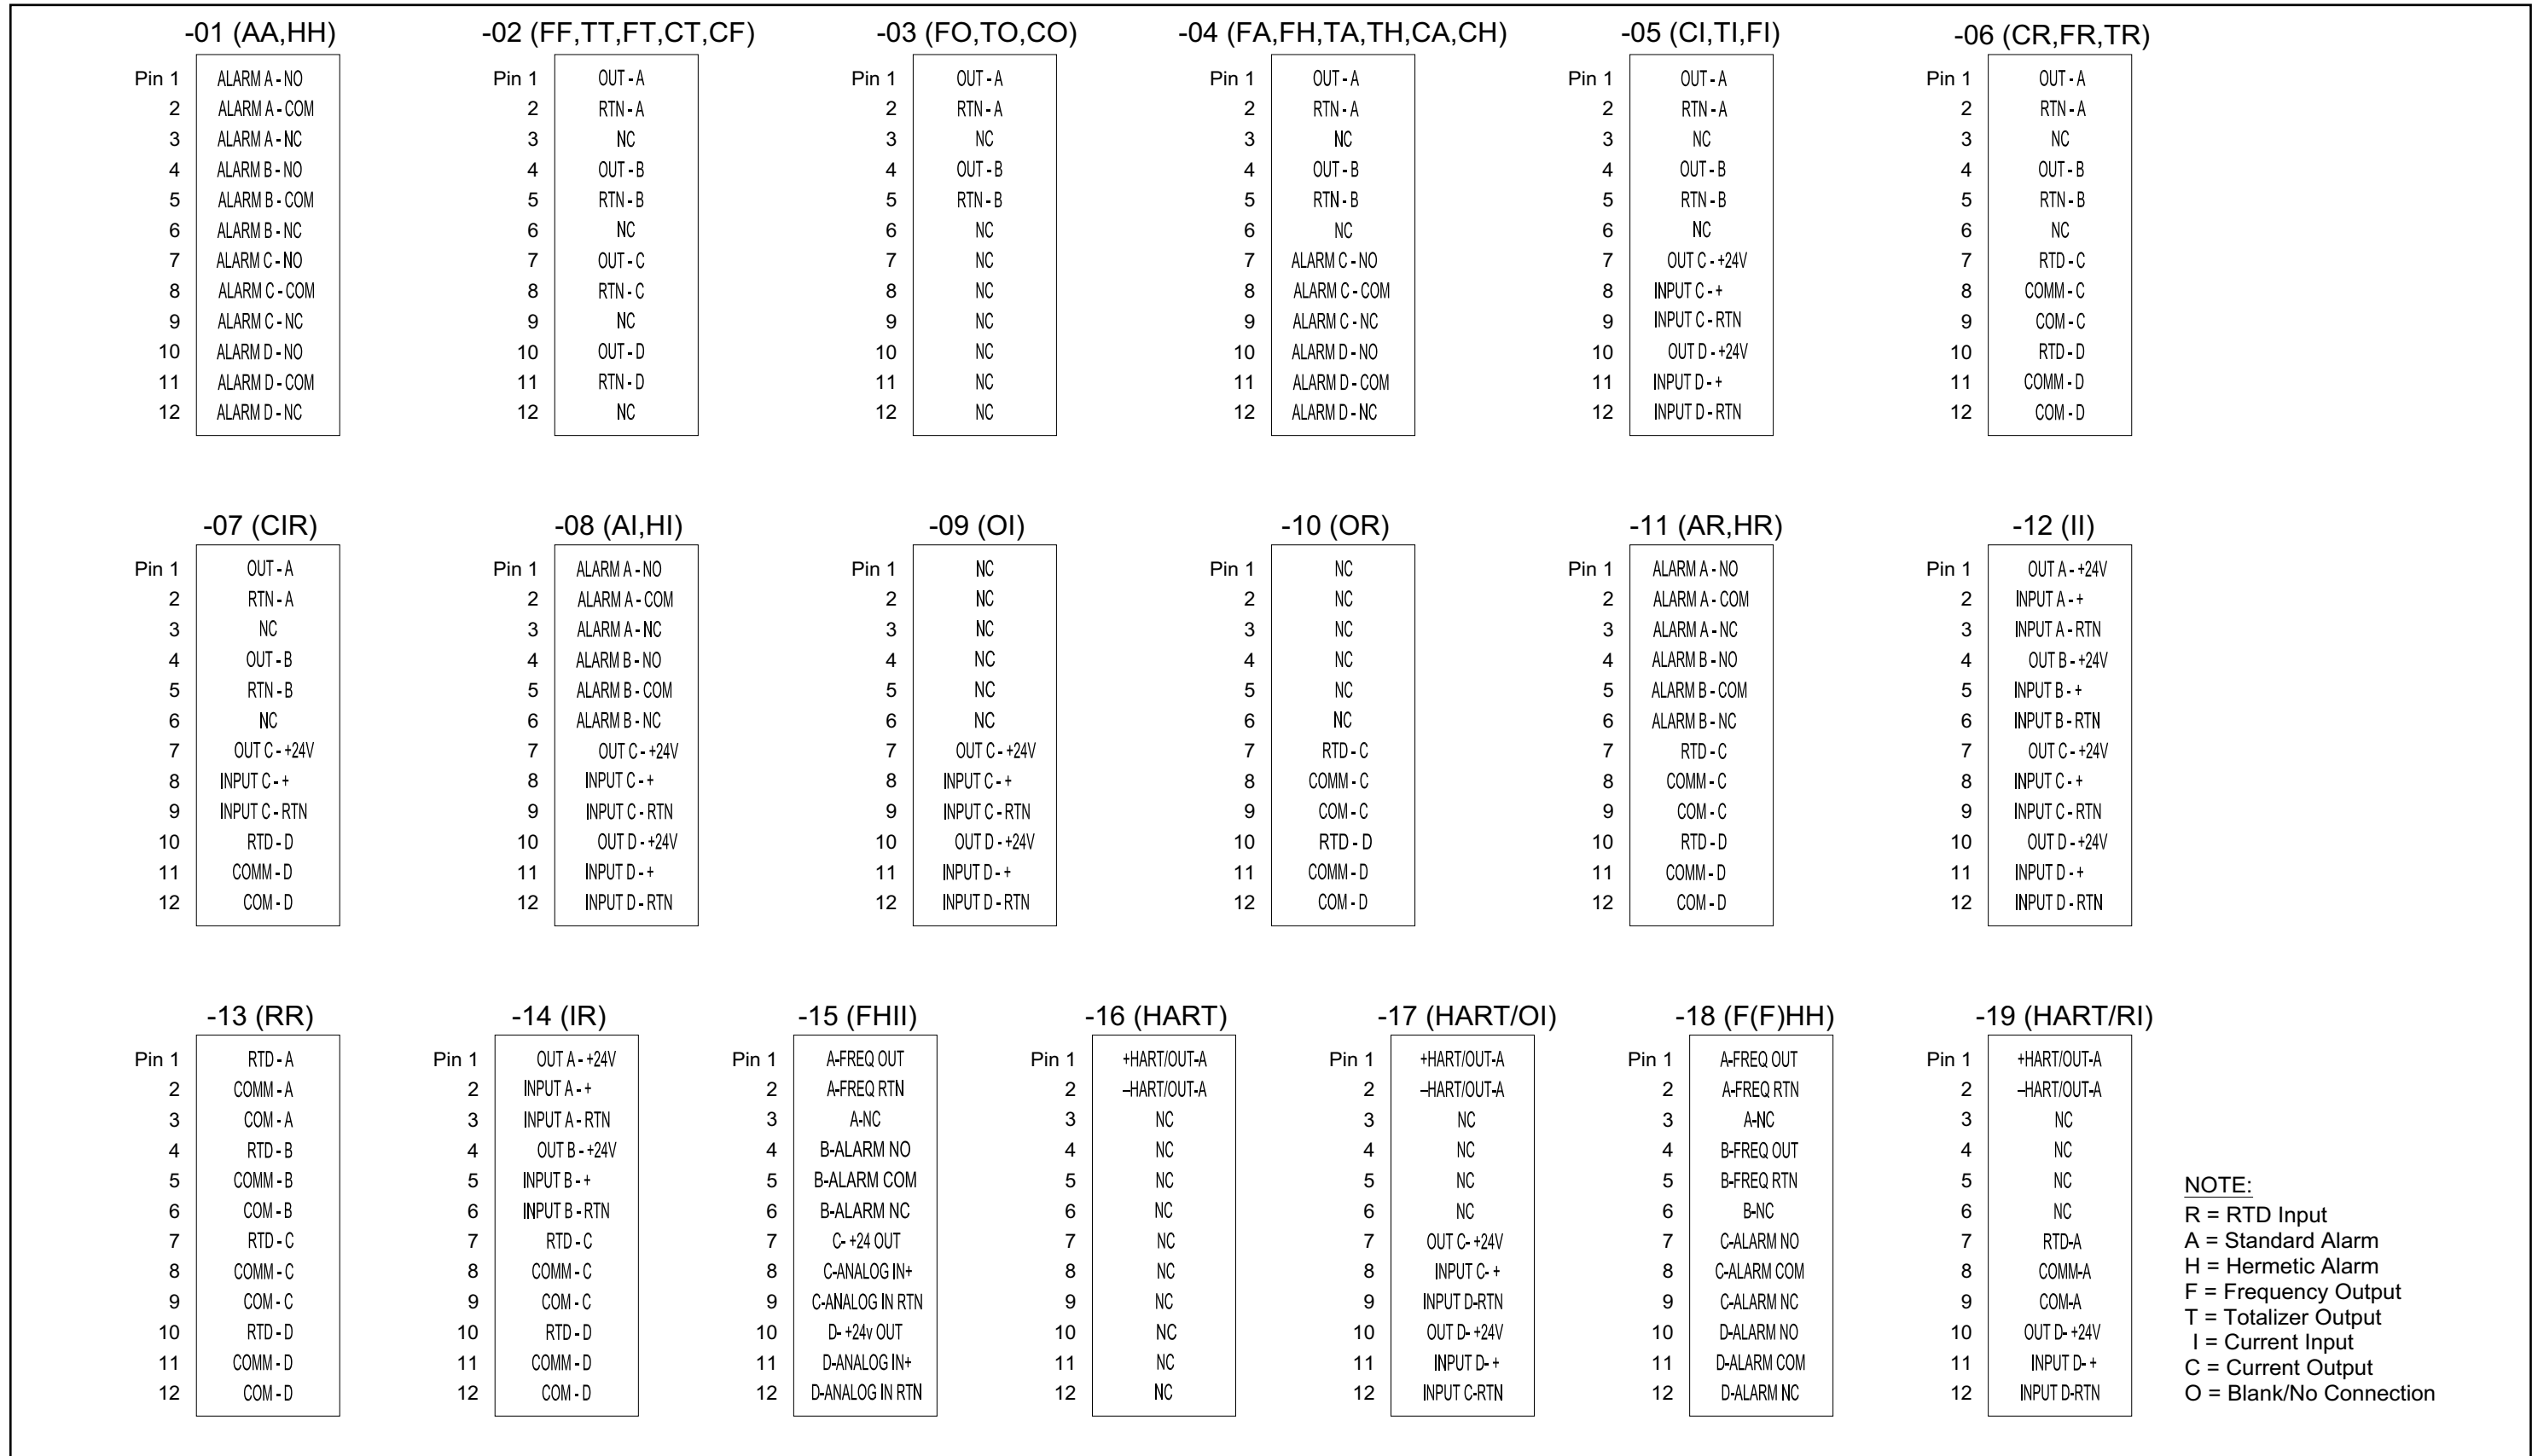 -01 (AA,HH)
Pin 1 ALARM A - NO
2 ALARM A - COM
3 ALARM A - NC
4 ALARM B - NO
5 ALARM B - COM
6 ALARM B - NC
7 ALARM C - NO
8 ALARM C - COM
9 ALARM C - NC
10 ALARM D - NO
11 ALARM D - COM
12 ALARM D - NC
-02 (FF,TT,FT,CT,CF)
Pin 1 OUT - A
2 RTN - A
3 NC
4 OUT - B
5 RTN - B
6 NC
7 OUT - C
8 RTN - C
9 NC
10 OUT - D
11 RTN - D
12 NC
-03 (FO,TO,CO)
Pin 1 OUT - A
2 RTN - A
3 NC
4 OUT - B
5 RTN - B
6 NC
7 NC
8 NC
9 NC
10 NC
11 NC
12 NC
-04 (FA,FH,TA,TH,CA,CH)
Pin 1 OUT - A
2 RTN - A
3 NC
4 OUT - B
5 RTN - B
6 NC
7 ALARM C - NO
8 ALARM C - COM
9 ALARM C - NC
10 ALARM D - NO
11 ALARM D - COM
12 ALARM D - NC
-05 (CI,TI,FI)
Pin 1 OUT - A
2 RTN - A
3 NC
4 OUT - B
5 RTN - B
6 NC
7 OUT C - +24V
8 INPUT C - +
9 INPUT C - RTN
10 OUT D - +24V
11 INPUT D - +
12 INPUT D - RTN
-06 (CR,FR,TR)
Pin 1 OUT - A
2 RTN - A
3 NC
4 OUT - B
5 RTN - B
6 NC
7 RTD - C
8 COMM - C
9 COM - C
10 RTD - D
11 COMM - D
12 COM - D
-07 (CIR)
Pin 1 OUT - A
2 RTN - A
3 NC
4 OUT - B
5 RTN - B
6 NC
7 OUT C - +24V
8 INPUT C - +
9 INPUT C - RTN
10 RTD - D
11 COMM - D
12 COM - D
-08 (AI,HI)
Pin 1 ALARM A - NO
2 ALARM A - COM
3 ALARM A - NC
4 ALARM B - NO
5 ALARM B - COM
6 ALARM B - NC
7 OUT C - +24V
8 INPUT C - +
9 INPUT C - RTN
10 OUT D - +24V
11 INPUT D - +
12 INPUT D - RTN
-09 (OI)
Pin 1 NC
2 NC
3 NC
4 NC
5 NC
6 NC
7 OUT C - +24V
8 INPUT C - +
9 INPUT C - RTN
10 OUT D - +24V
11 INPUT D - +
12 INPUT D - RTN
-10 (OR)
Pin 1 NC
2 NC
3 NC
4 NC
5 NC
6 NC
7 RTD - C
8 COMM - C
9 COM - C
10 RTD - D
11 COMM - D
12 COM - D
-11 (AR,HR)
Pin 1 ALARM A - NO
2 ALARM A - COM
3 ALARM A - NC
4 ALARM B - NO
5 ALARM B - COM
6 ALARM B - NC
7 RTD - C
8 COMM - C
9 COM - C
10 RTD - D
11 COMM - D
12 COM - D
-12 (II)
Pin 1 OUT A - +24V
2 INPUT A - +
3 INPUT A - RTN
4 OUT B - +24V
5 INPUT B - +
6 INPUT B - RTN
7 OUT C - +24V
8 INPUT C - +
9 INPUT C - RTN
10 OUT D - +24V
11 INPUT D - +
12 INPUT D - RTN
-13 (RR)
Pin 1 RTD - A
2 COMM - A
3 COM - A
4 RTD - B
5 COMM - B
6 COM - B
7 RTD - C
8 COMM - C
9 COM - C
10 RTD - D
11 COMM - D
12 COM - D
-14 (IR)
Pin 1 OUT A - +24V
2 INPUT A - +
3 INPUT A - RTN
4 OUT B - +24V
5 INPUT B - +
6 INPUT B - RTN
7 RTD - C
8 COMM - C
9 COM - C
10 RTD - D
11 COMM - D
12 COM - D
-15 (FHII)
Pin 1 A-FREQ OUT
2 A-FREQ RTN
3 A-NC
4 B-ALARM NO
5 B-ALARM COM
6 B-ALARM NC
7 C- +24 OUT
8 C-ANALOG IN+
9 C-ANALOG IN RTN
10 D- +24v OUT
11 D-ANALOG IN+
12 D-ANALOG IN RTN
-16 (HART)
Pin 1 +HART/OUT-A
2 –HART/OUT-A
3 NC
4 NC
5 NC
6 NC
7 NC
8 NC
9 NC
10 NC
11 NC
12 NC
-17 (HART/OI)
Pin 1 +HART/OUT-A
2 –HART/OUT-A
3 NC
4 NC
5 NC
6 NC
7 OUT C- +24V
8 INPUT C- +
9 INPUT D-RTN
10 OUT D- +24V
11 INPUT D- +
12 INPUT C-RTN
-18 (F(F)HH)
Pin 1 A-FREQ OUT
2 A-FREQ RTN
3 A-NC
4 B-FREQ OUT
5 B-FREQ RTN
6 B-NC
7 C-ALARM NO
8 C-ALARM COM
9 C-ALARM NC
10 D-ALARM NO
11 D-ALARM COM
12 D-ALARM NC
-19 (HART/RI)
Pin 1 +HART/OUT-A
2 –HART/OUT-A
3 NC
4 NC
5 NC
6 NC
7 RTD-A
8 COMM-A
9 COM-A
10 OUT D- +24V
11 INPUT D- +
12 INPUT D-RTN
NOTE:
R = RTD Input
A = Standard Alarm
H = Hermetic Alarm
F = Frequency Output
T = Totalizer Output
I = Current Input
C = Current Output
O = Blank/No Connection